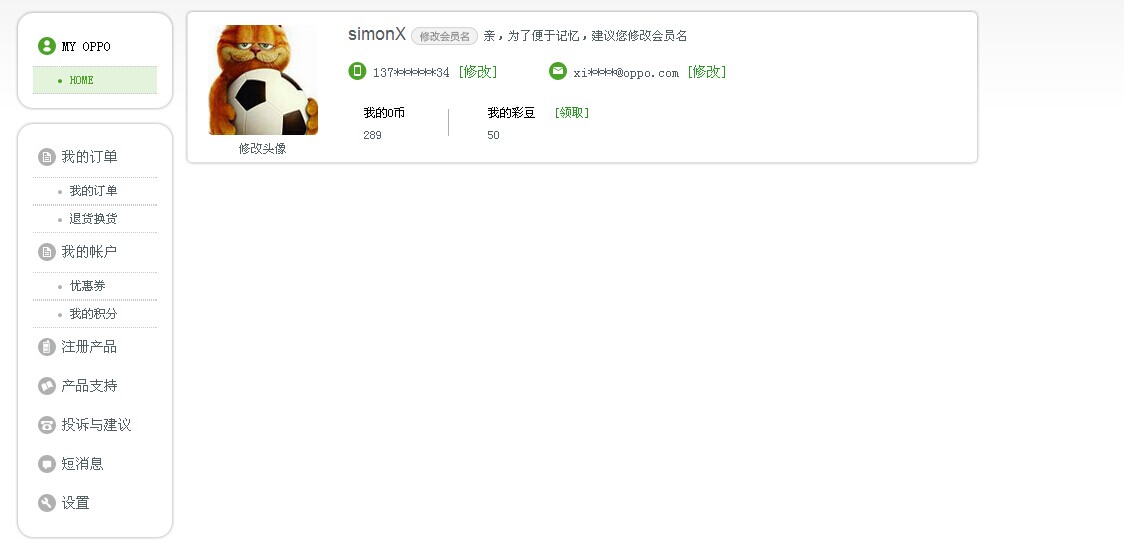 MY OPPO
HOME
我的订单
我的订单
退货换货
我的帐户
优惠券
我的积分
注册产品
产品支持
投诉与建议
短消息
设置
simonX 修改会员名 亲，为了便于记忆，建议您修改会员名
137******34 [修改] xi****@oppo.com [修改]
我的O币 我的彩豆 [领取]
289 50
修改头像